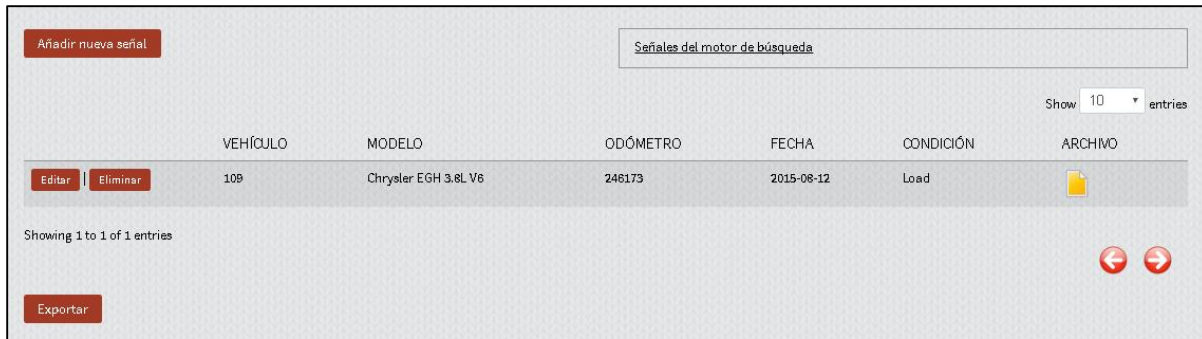 Añadir nueva señal
Señales del motor de búsqueda
Show 10 entries
VEHÍCULO MODELO ODÓMETRO FECHA CONDICIÓN ARCHIVO
Editar | Eliminar 109 Chrysler EGH 3.8L V6 246173 2015-08-12 Load
Showing 1 to 1 of 1 entries
Exportar